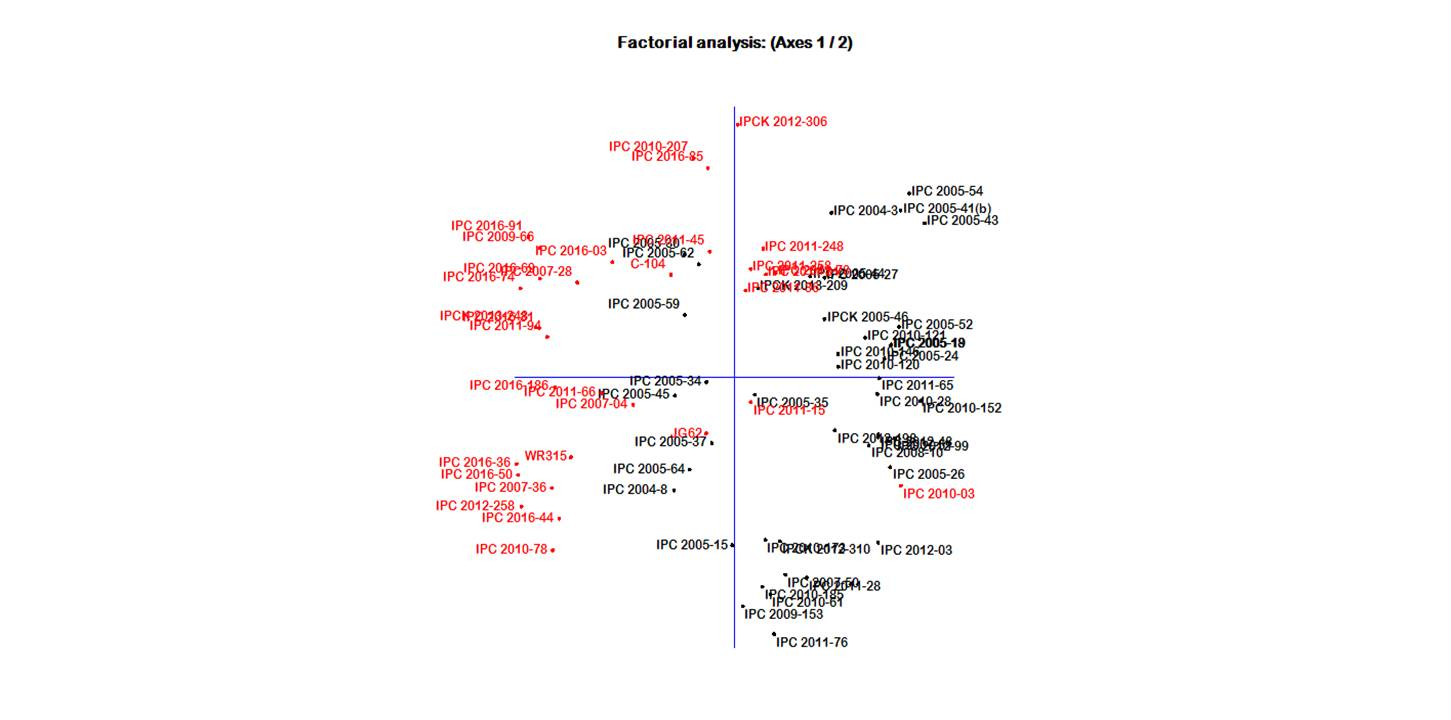 Factorial analysis: (Axes 1 / 2)
IPCK 2012-306
IPC 2010-207
IPC 2016-85
IPC 2005-54
IPC 2004-3
IPC 2005-41(b)
IPC 2005-43
IPC 2016-91
IPC 2009-66
IPC 2011-45
IPC 2016-03
IPC 2011-248
IPC 2005-62
C-104
IPC 2007-28
IPC 2016-74
IPC 2011-258
IPCK 2013-209
IPC 2005-59
IPCK 2005-46
IPC 2005-52
IPC 2011-94
IPC 2010-121
IPC 2005-24
IPC 2010-120
IPC 2005-34
IPC 2016-186
IPC 2011-66
IPC 2005-45
IPC 2011-65
IPC 2007-04
IPC 2005-35
IPC 2011-15
IPC 2010-28
IPC 2010-152
IG62
IPC 2005-37
IPC 2008-10
WR315
IPC 2016-36
IPC 2016-50
IPC 2005-64
IPC 2005-26
IPC 2007-36
IPC 2004-8
IPC 2010-03
IPC 2012-258
IPC 2016-44
IPC 2010-78
IPC 2005-15
IPCK 2012-310
IPC 2012-03
IPC 2007-50
IPC 2011-28
IPC 2010-185
IPC 2010-61
IPC 2009-153
IPC 2011-76